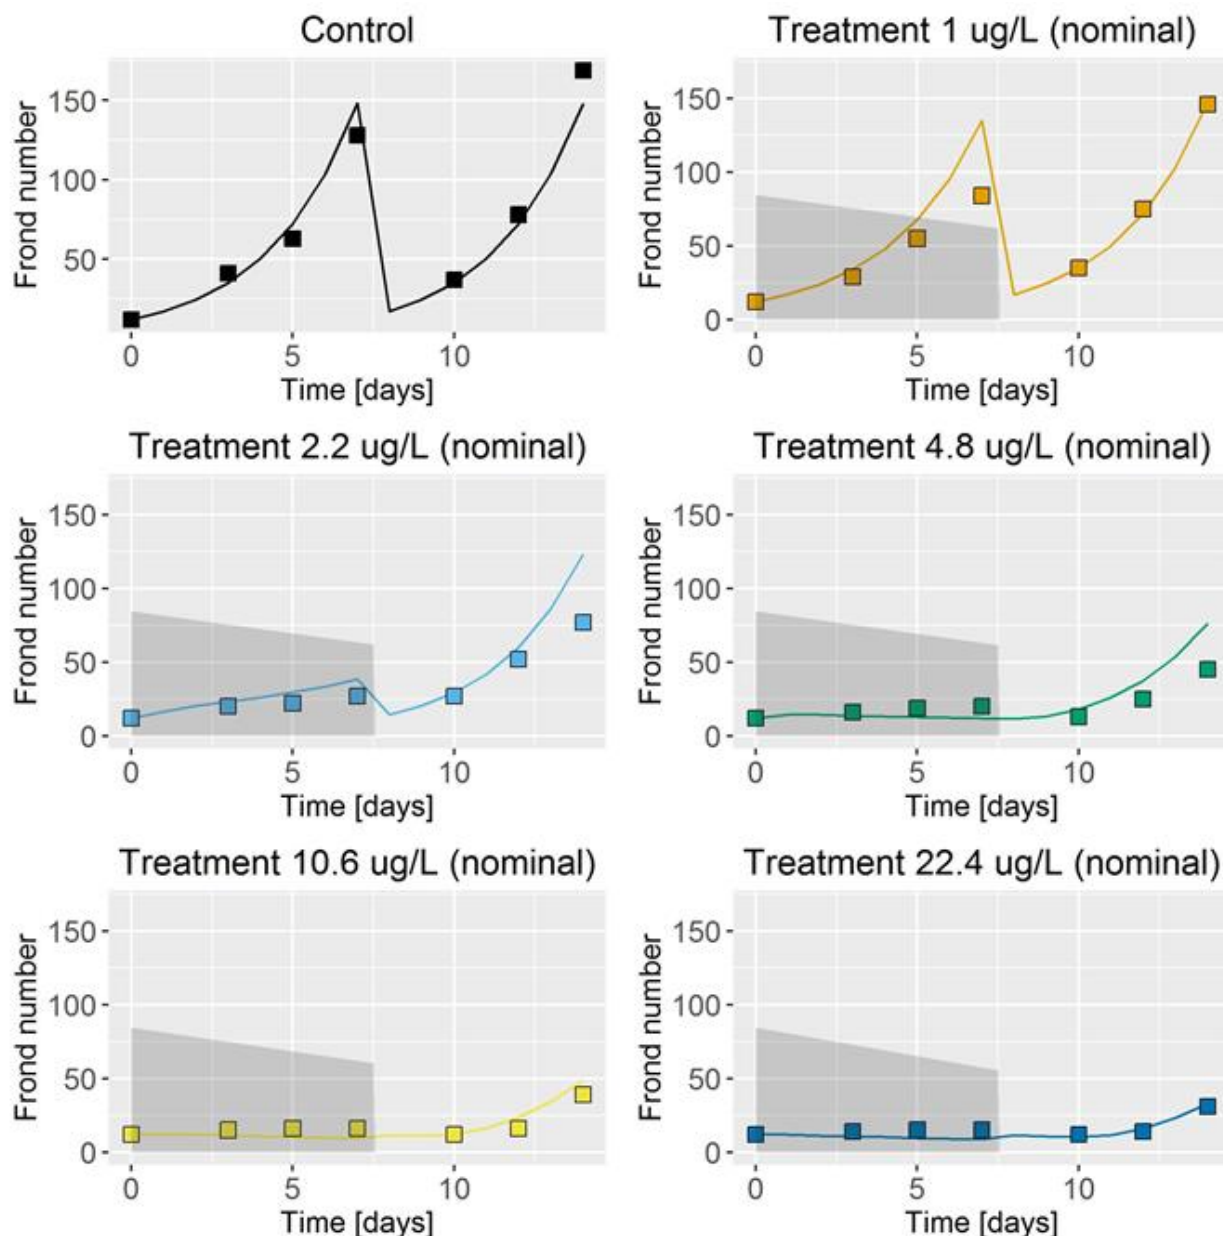 Control
Frond number
150
100
50
0
5
10
Time [days]
Treatment 1 ug/L (nominal)
Frond number
150
100
50
0
0
5
10
Time [days]
Treatment 2.2 ug/L (nominal)
Frond number
150
100
50
0
0
5
10
Time [days]
Treatment 4.8 ug/L (nominal)
Frond number
150
100
50
0
0
5
10
Time [days]
Treatment 10.6 ug/L (nominal)
Frond number
150
100
50
0
0
5
10
Time [days]
Treatment 22.4 ug/L (nominal)
Frond number
150
100
50
0
0
5
10
Time [days]